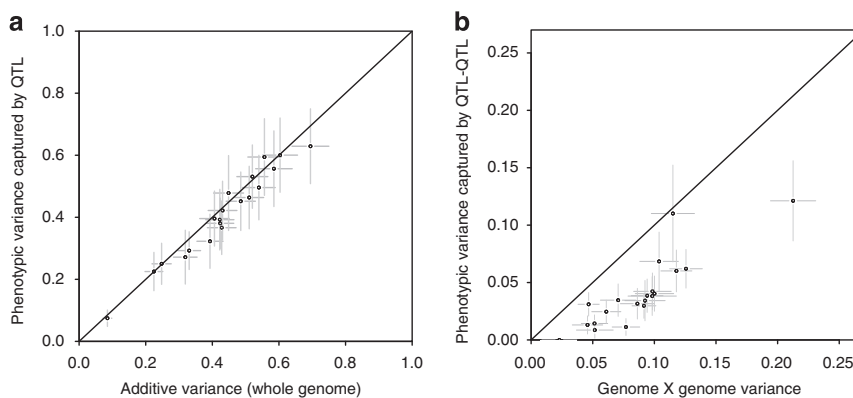 a
Phenotypic variance captured by QTL
1.0
0.8
0.6
0.4
0.2
0.0
0.0 0.2 0.4 0.6 0.8 1.0
Additive variance (whole genome)
b
Phenotypic variance captured by QTL-QTL
0.25
0.20
0.15
0.10
0.05
0.00
0.00 0.05 0.10 0.15 0.20 0.25
Genome X genome variance